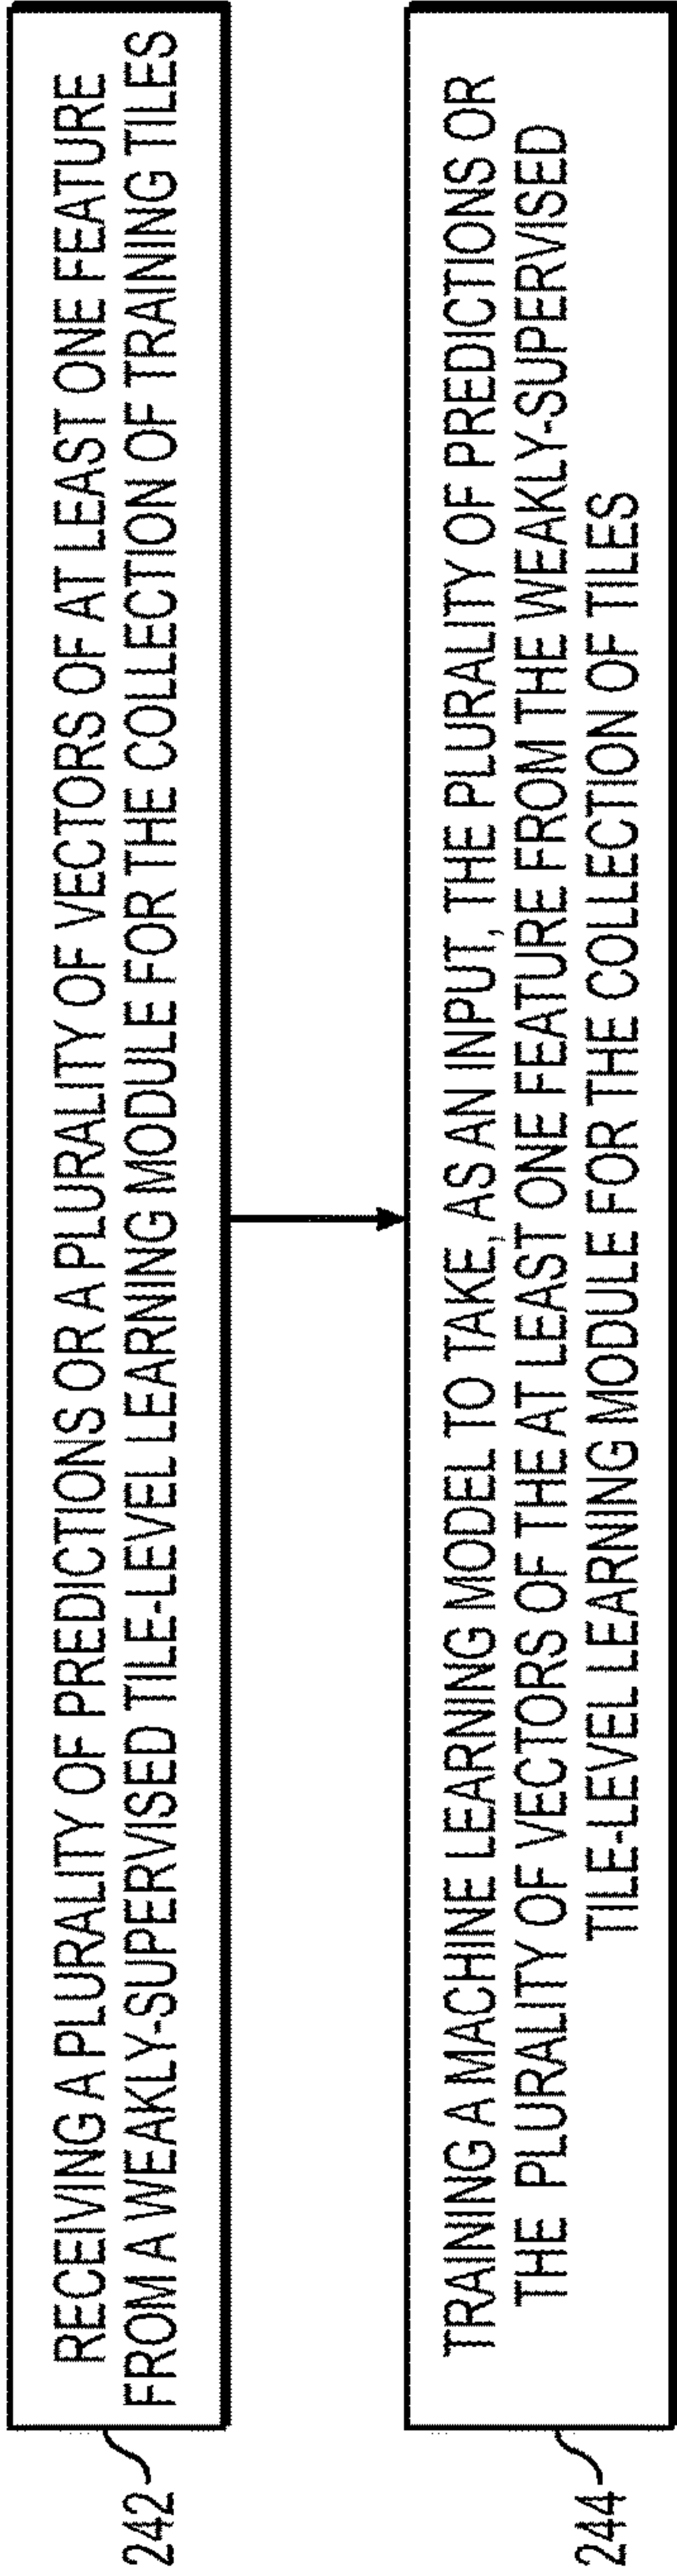 242
RECEIVING A PLURALITY OF PREDICTIONS OR A PLURALITY OF VECTORS OF AT LEAST ONE FEATURE
FROM A WEAKLY-SUPERVISED TILE-LEVEL LEARNING MODULE FOR THE COLLECTION OF TRAINING TILES
244
TRAINING A MACHINE LEARNING MODEL TO TAKE, AS AN INPUT, THE PLURALITY OF PREDICTIONS OR
THE PLURALITY OF VECTORS OF THE AT LEAST ONE FEATURE FROM THE WEAKLY-SUPERVISED
TILE-LEVEL LEARNING MODULE FOR THE COLLECTION OF TILES